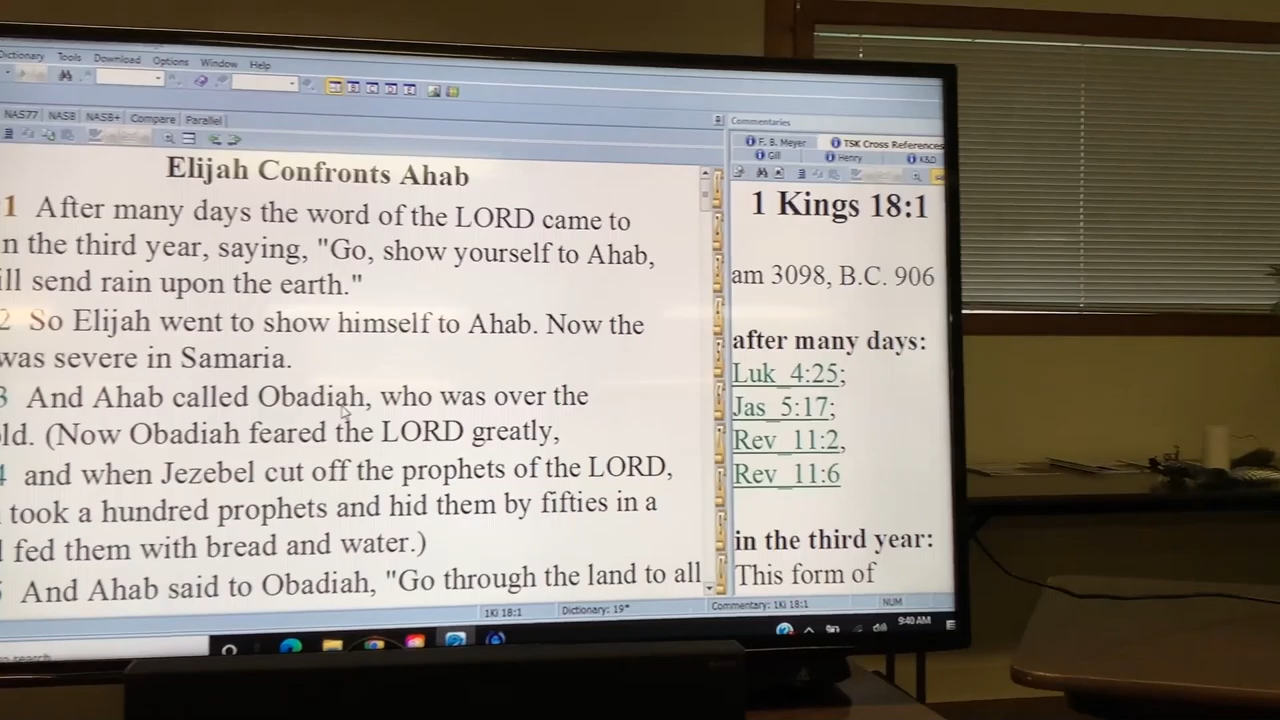 Dictionary Tools Download Options Window Help
NAS77 NASB NASB+ Compare Parallel
Elijah Confronts Ahab
1 After many days the word of the LORD came to
n the third year, saying, "Go, show yourself to Ahab,
ill send rain upon the earth."
2 So Elijah went to show himself to Ahab. Now the
was severe in Samaria.
3 And Ahab called Obadiah, who was over the
ld. (Now Obadiah feared the LORD greatly,
4 and when Jezebel cut off the prophets of the LORD,
took a hundred prophets and hid them by fifties in a
fed them with bread and water.)
5 And Ahab said to Obadiah, "Go through the land to all
1Ki 18:1 Dictionary: 19*
Commentaries
F. B. Meyer TSK Cross References
Gill Henry K&D
1 Kings 18:1
am 3098, B.C. 906
after many days:
Luk_4:25;
Jas_5:17;
Rev_11:2,
Rev_11:6
in the third year:
This form of
Commentary: 1Ki 18:1 NUM
search
9:40 AM